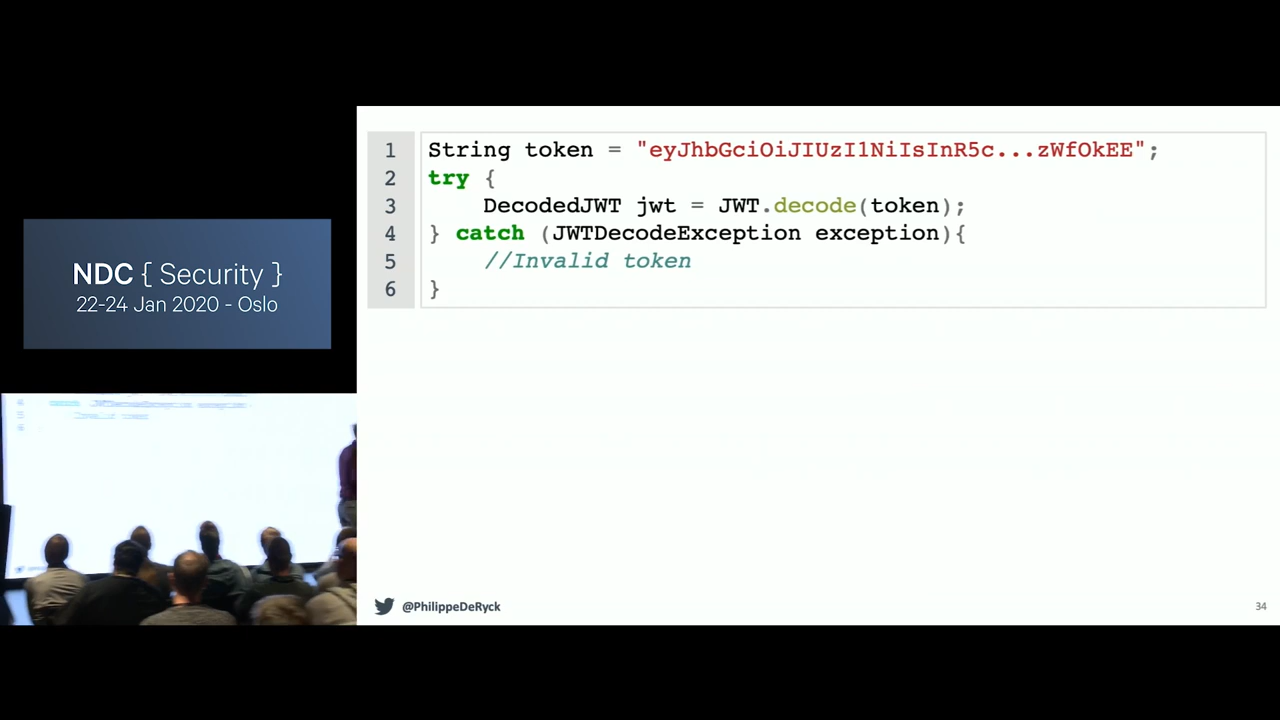 NDC { Security }
22-24 Jan 2020 - Oslo
1 String token = "eyJhbGciOiJIUzI1NiIsInR5c...zWfOkEE";
2 try {
3 DecodedJWT jwt = JWT.decode(token);
4 } catch (JWTDecodeException exception){
5 //Invalid token
6 }
@PhilippeDeRyck
34